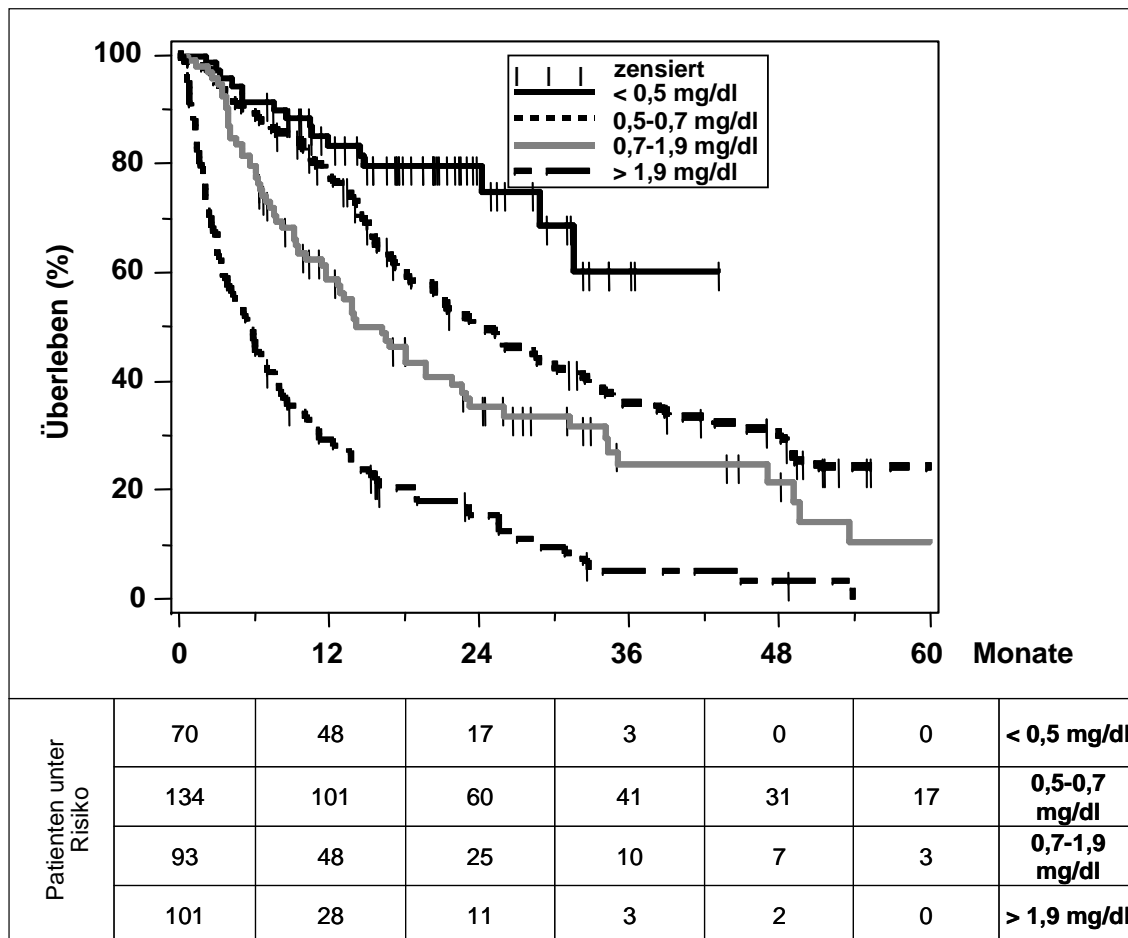 100
80
60
40
20
0
Überleben (%)
zensiert
< 0,5 mg/dl
0,5-0,7 mg/dl
0,7-1,9 mg/dl
> 1,9 mg/dl
0 12 24 36 48 60 Monate
Patienten unter
Risiko
70 48 17 3 0 0 < 0,5 mg/dl
134 101 60 41 31 17 0,5-0,7
mg/dl
93 48 25 10 7 3 0,7-1,9
mg/dl
101 28 11 3 2 0 > 1,9 mg/dl